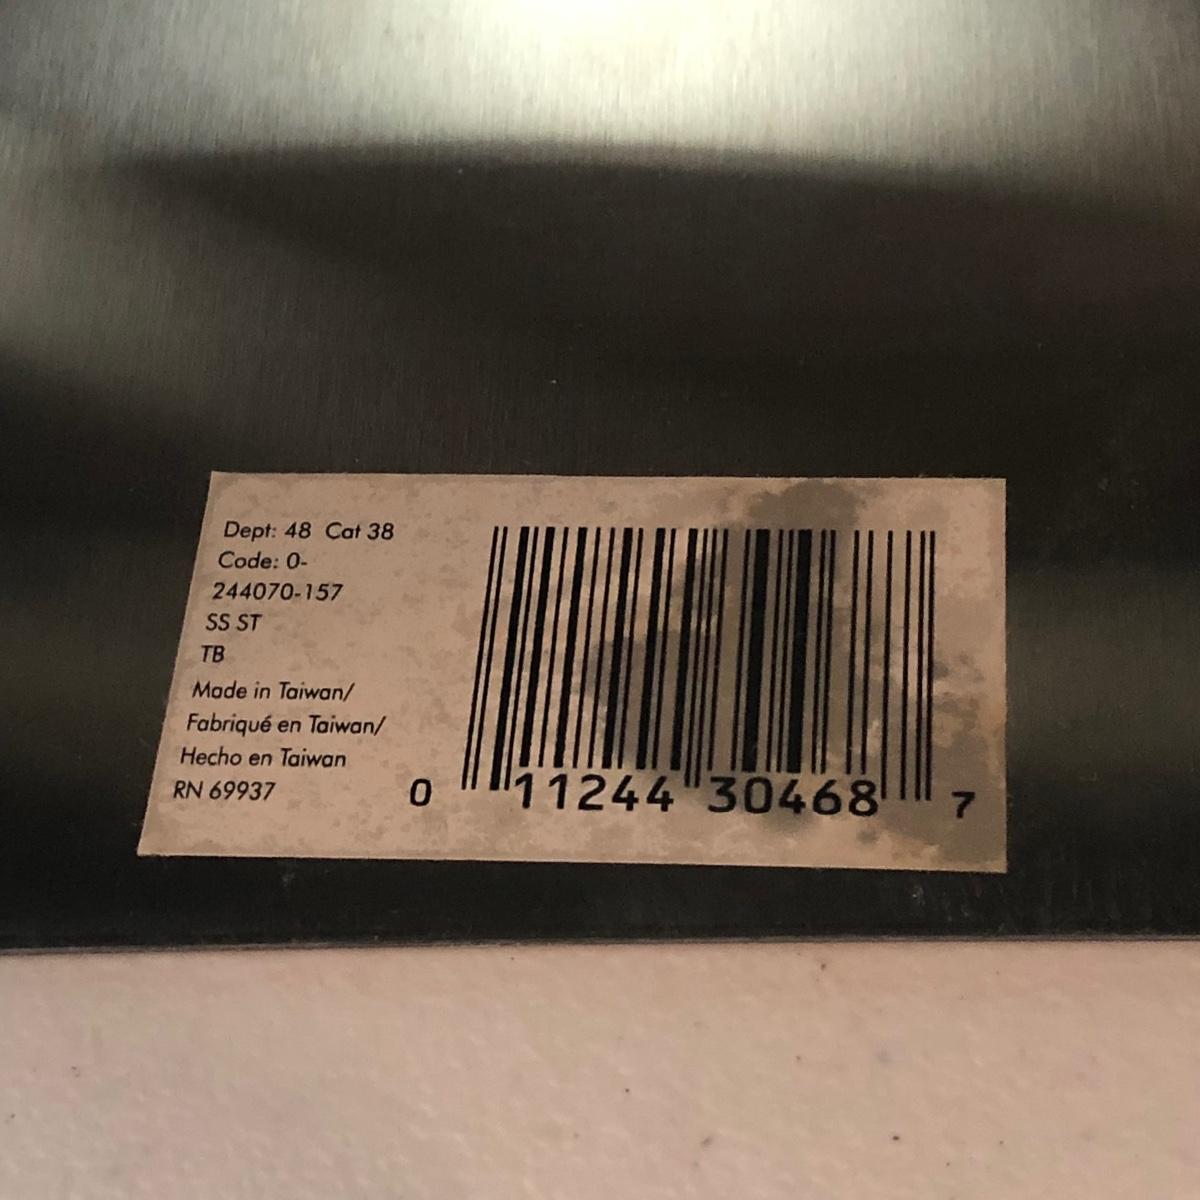 Dept: 48 Cat 38
Code: 0-
244070-157
SS ST
TB
Made in Taiwan/
Fabriqué en Taiwan/
Hecho en Taiwan
RN 69937
0 11244 30468 7